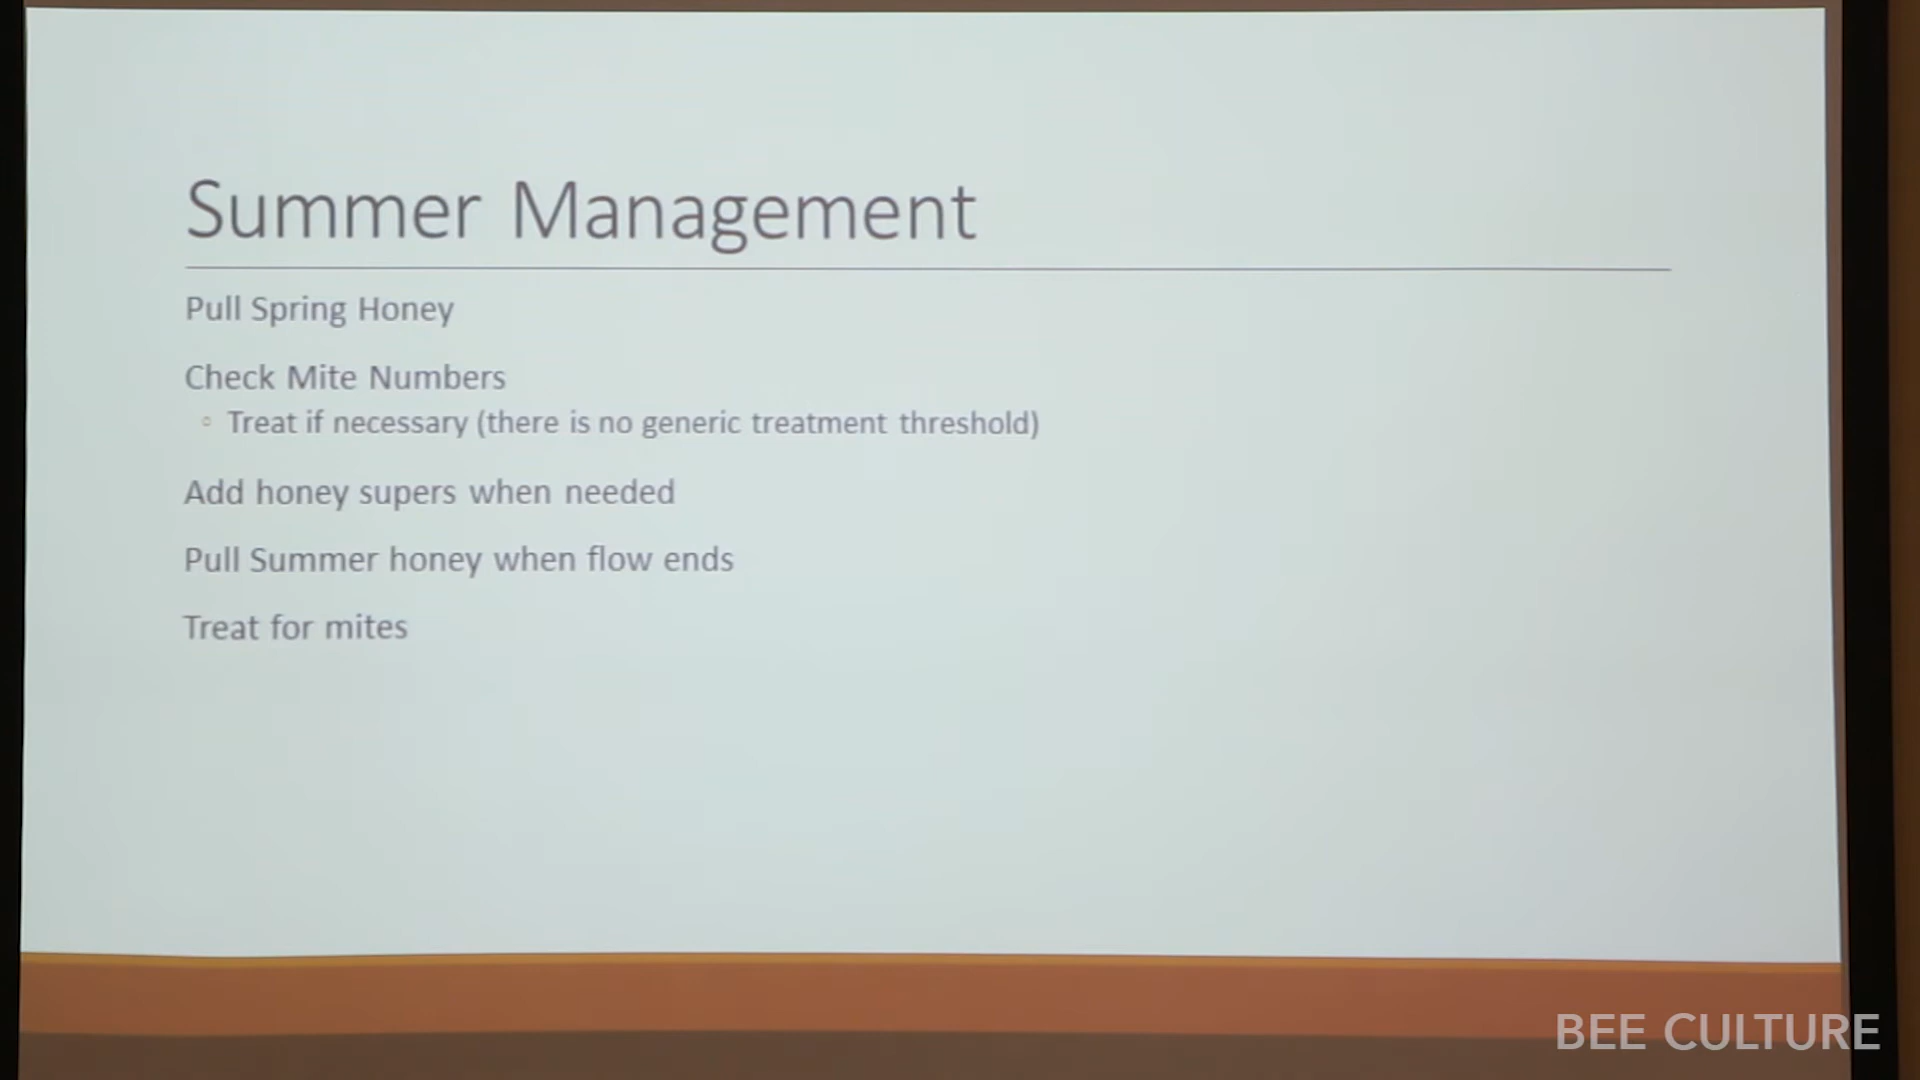 Summer Management
Pull Spring Honey
Check Mite Numbers
Treat if necessary (there is no generic treatment threshold)
Add honey supers when needed
Pull Summer honey when flow ends
Treat for mites
BEE CULTURE